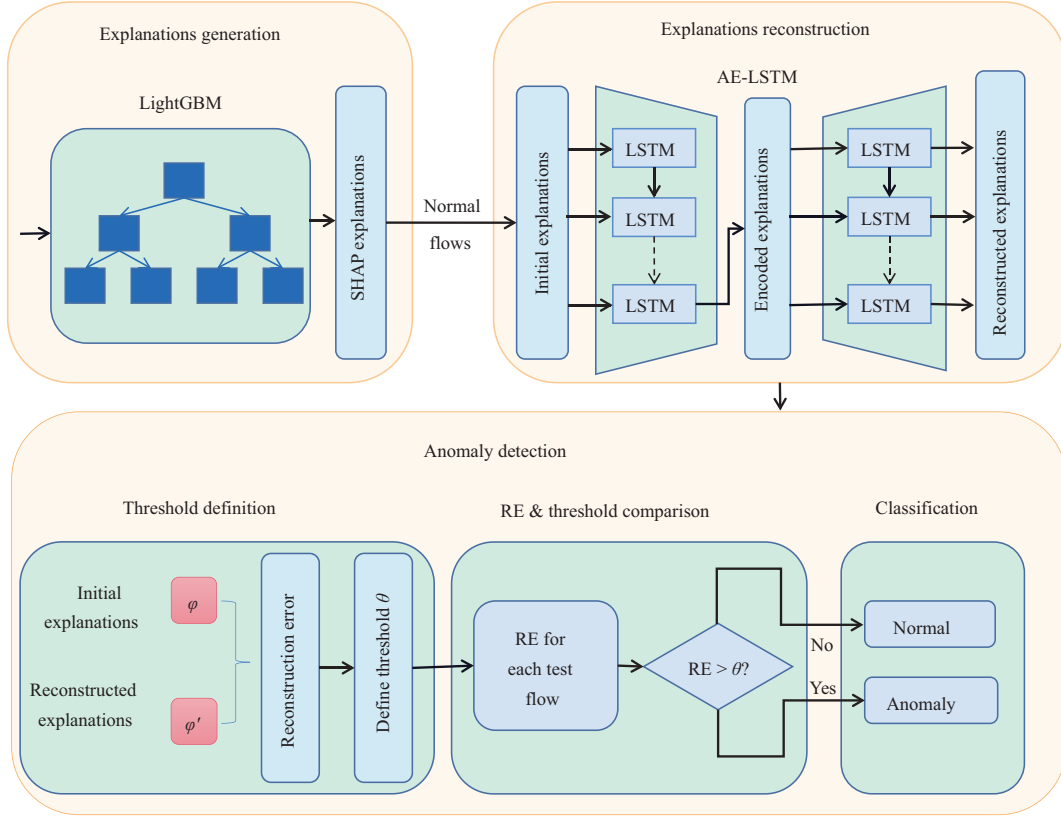 Explanations generation
LightGBM
SHAP explanations
Normal
flows
Explanations reconstruction
AE-LSTM
Initial explanations
LSTM
LSTM
LSTM
Encoded explanations
LSTM
LSTM
LSTM
Reconstructed explanations
Anomaly detection
Threshold definition
Initial
explanations
φ
Reconstructed
explanations
φ′
Reconstruction error
Define threshold θ
RE & threshold comparison
RE for
each test
flow
RE > θ?
No
Yes
Classification
Normal
Anomaly